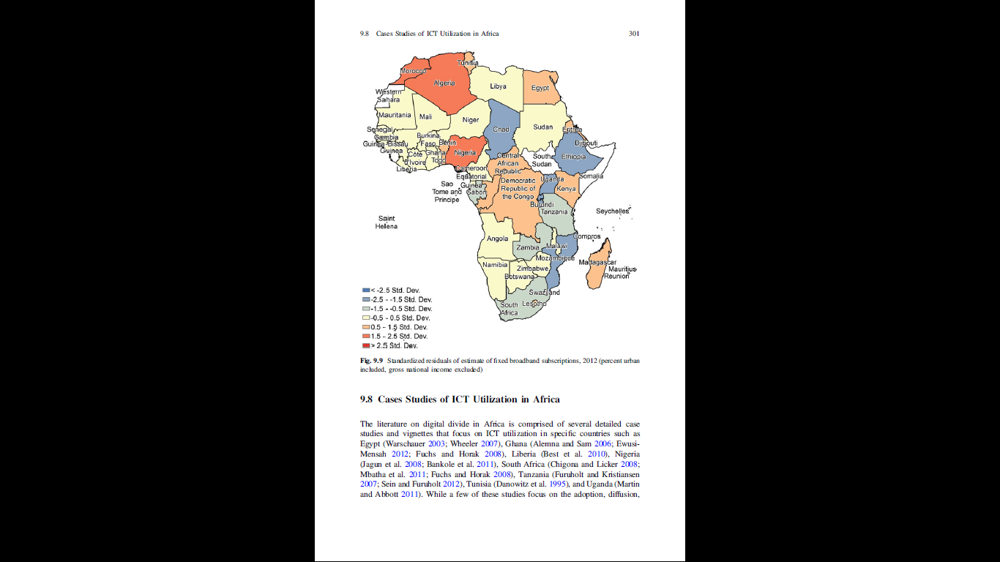 9.8 Cases Studies of ICT Utilization in Africa 301
Tunisia
Morocco
Algeria
Libya
Egypt
Western
Sahara
Mauritania
Mali
Niger
Chad
Sudan
Eritrea
Senegal
Gambia
Guinea-Bissau
Guinea
Burkina
Faso
Benin
Nigeria
Djibouti
Ethiopia
Cote
d'Ivoire
Ghana
Togo
Liberia
Central
African
Republic
South
Sudan
Cameroon
Equatorial
Guinea
Gabon
Somalia
Democratic
Republic of
the Congo
Uganda
Kenya
Sao
Tome and
Principe
Burundi
Tanzania
Seychelles
Saint
Helena
Angola
Zambia
Malawi
Compros
Mozambique
Madagascar
Mauritius
Reunion
Namibia
Zimbabwe
Botswana
Swaziland
South
Africa
Lesotho
< -2.5 Std. Dev.
-2.5 - -1.5 Std. Dev.
-1.5 - -0.5 Std. Dev.
-0.5 - 0.5 Std. Dev.
0.5 - 1.5 Std. Dev.
1.5 - 2.5 Std. Dev.
> 2.5 Std. Dev.
Fig. 9.9 Standardized residuals of estimate of fixed broadband subscriptions, 2012 (percent urban
included, gross national income excluded)
9.8 Cases Studies of ICT Utilization in Africa
The literature on digital divide in Africa is comprised of several detailed case
studies and vignettes that focus on ICT utilization in specific countries such as
Egypt (Warschauer 2003; Wheeler 2007), Ghana (Alemna and Sam 2006; Ewusi-
Mensah 2012; Fuchs and Horak 2008), Liberia (Best et al. 2010), Nigeria
(Jagun et al. 2008; Bankole et al. 2011), South Africa (Chigona and Licker 2008;
Mbatha et al. 2011; Fuchs and Horak 2008), Tanzania (Furuholt and Kristiansen
2007; Sein and Furuholt 2012), Tunisia (Danowitz et al. 1995), and Uganda (Martin
and Abbott 2011). While a few of these studies focus on the adoption, diffusion,